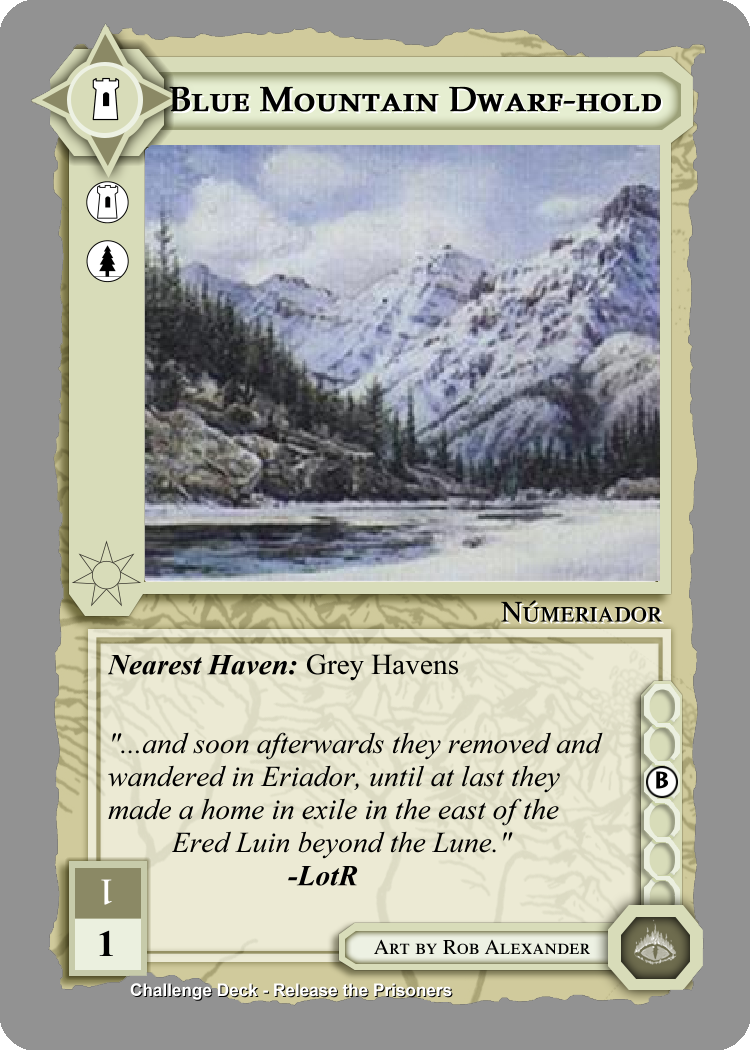 Blue Mountain Dwarf-hold
Númeriador
Nearest Haven: Grey Havens
"...and soon afterwards they removed and
wandered in Eriador, until at last they
made a home in exile in the east of the
Ered Luin beyond the Lune."
-LotR
B
1
1
Art by Rob Alexander
Challenge Deck - Release the Prisoners